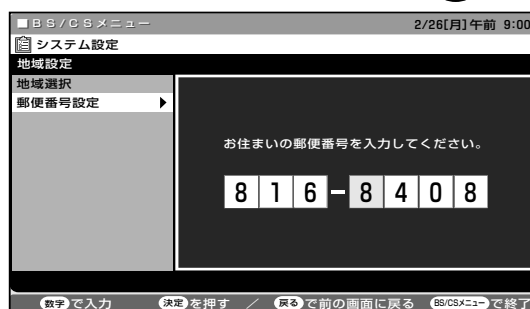 ■BS/CSメニュー 2/26[月]午前 9:00
システム設定
地域設定
地域選択
郵便番号設定 ▶
お住まいの郵便番号を入力してください。
816-8408
数字で入力 決定を押す ／ 戻るで前の画面に戻る BS/CSメニューで終了